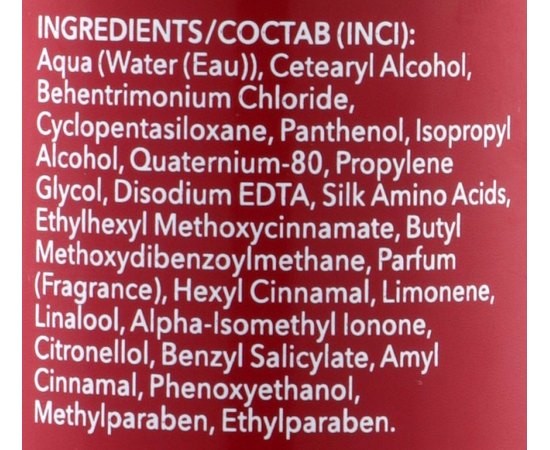 INGREDIENTS/СОСТАВ (INCI):
Aqua (Water (Eau)), Cetearyl Alcohol,
Behentrimonium Chloride,
Cyclopentasiloxane, Panthenol, Isopropyl
Alcohol, Quaternium-80, Propylene
Glycol, Disodium EDTA, Silk Amino Acids,
Ethylhexyl Methoxycinnamate, Butyl
Methoxydibenzoylmethane, Parfum
(Fragrance), Hexyl Cinnamal, Limonene,
Linalool, Alpha-Isomethyl Ionone,
Citronellol, Benzyl Salicylate, Amyl
Cinnamal, Phenoxyethanol,
Methylparaben, Ethylparaben.